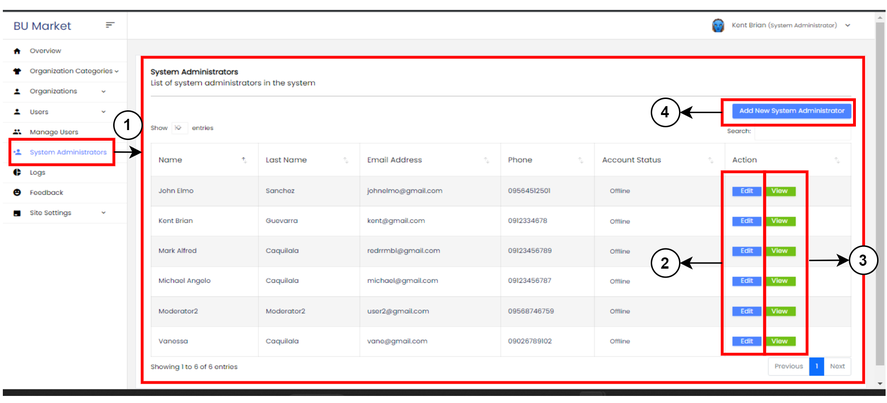 BU Market
Kent Brian (System Administrator)
Overview
Organization Categories
Organizations
Users
Manage Users
System Administrators
Logs
Feedback
Site Settings
1
System Administrators
List of system administrators in the system
4
Add New System Administrator
Show 10 entries
Search:
Name Last Name Email Address Phone Account Status Action
John Elmo Sanchez johnelmo@gmail.com 09564512501 Offline Edit View
Kent Brian Guevarra kent@gmail.com 0912334678 Offline Edit View
Mark Alfred Caquilala redrrmb1@gmail.com 09123456789 Offline Edit View
2
3
Michael Angelo Caquilala michael@gmail.com 09123456787 Offline Edit View
Moderator2 Moderator2 user2@gmail.com 09568746759 Offline Edit View
Vanessa Caquilala vane@gmail.com 09026789102 Offline Edit View
Showing 1 to 6 of 6 entries
Previous 1 Next